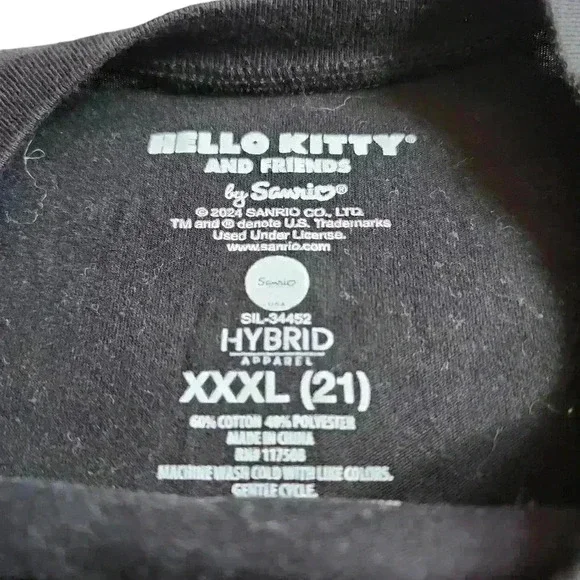 HELLO KITTY®
AND FRIENDS
by Sanrio®
© 2024 SANRIO CO., LTD.
TM and ® denote U.S. Trademarks
Used Under License.
www.sanrio.com
Sanrio
SIL-34452
HYBRID
APPAREL
XXXL (21)
60% COTTON 40% POLYESTER
MADE IN CHINA
RN# 117568
MACHINE WASH COLD WITH LIKE COLORS.
GENTLE CYCLE.